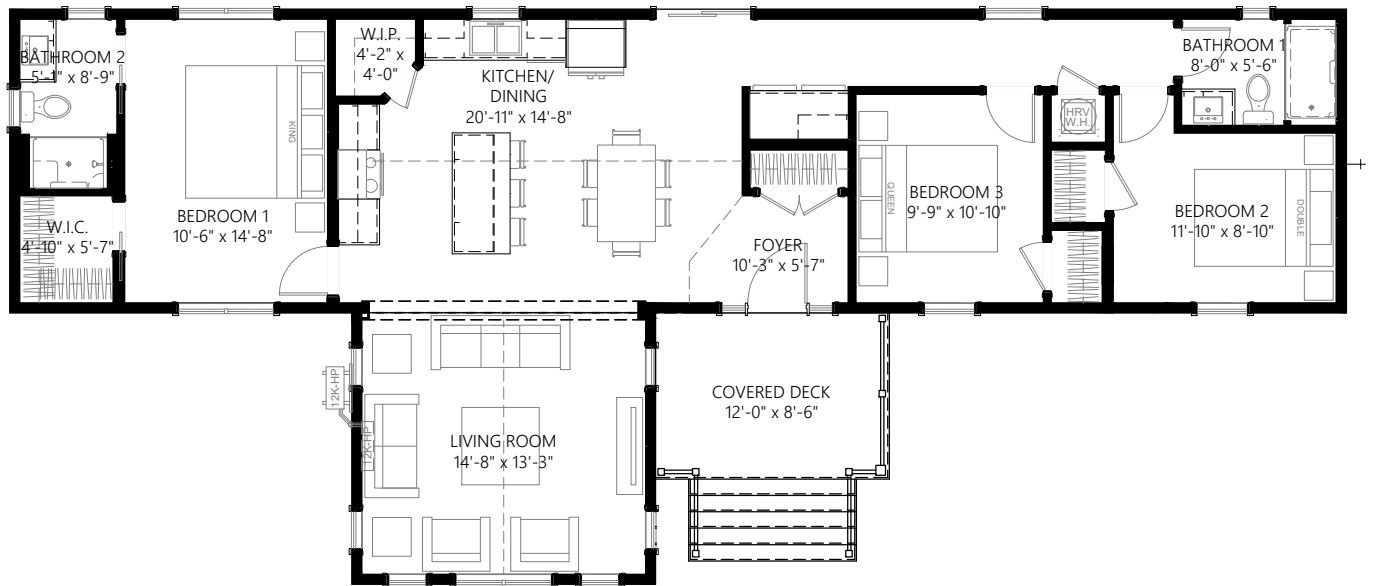 BATHROOM 2
5'-1" x 8'-9"
W.I.C.
4'-10" x 5'-7"
KING
BEDROOM 1
10'-6" x 14'-8"
W.I.P.
4'-2" x
4'-0"
KITCHEN/
DINING
20'-11" x 14'-8"
FOYER
10'-3" x 5'-7"
QUEEN
BEDROOM 3
9'-9" x 10'-10"
HRV
W.H.
BATHROOM 1
8'-0" x 5'-6"
BEDROOM 2
11'-10" x 8'-10"
DOUBLE
12K-HP
12K-HP
LIVING ROOM
14'-8" x 13'-3"
COVERED DECK
12'-0" x 8'-6"